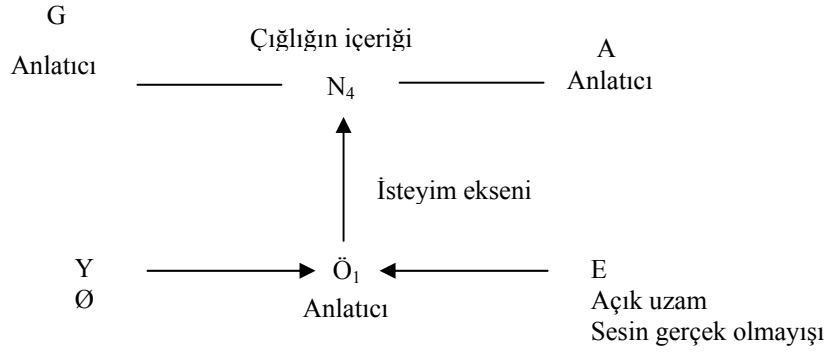 G
Anlatıcı
Çığlığın içeriği
N4
A
Anlatıcı
İsteyim ekseni
Y
Ø
Ö1
Anlatıcı
E
Açık uzam
Sesin gerçek olmayışı